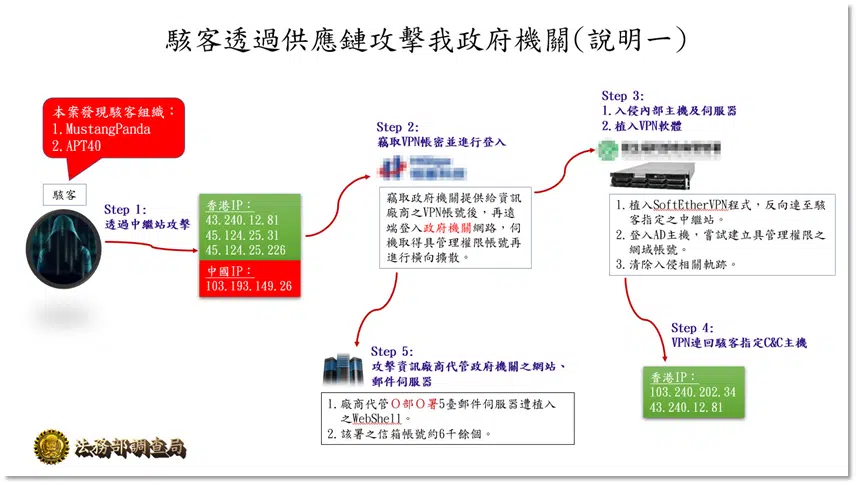 駭客透過供應鏈攻擊我政府機關(說明一)
本案發現駭客組織：
1.MustangPanda
2.APT40
駭客
Step 1:
透過中繼站攻擊
香港IP：
43.240.12.81
45.124.25.31
45.124.25.226
中國IP：
103.193.149.26
Step 2:
竊取VPN帳密並進行登入
竊取政府機關提供給資訊
廠商之VPN帳號後，再遠
端登入政府機關網路，伺
機取得具管理權限帳號再
進行橫向擴散。
Step 3:
1.入侵內部主機及伺服器
2.植入VPN軟體
1.植入SoftEtherVPN程式，反向連至駭
客指定之中繼站。
2.登入AD主機，嘗試建立具管理權限之
網域帳號。
3.清除入侵相關軌跡。
Step 4:
VPN連回駭客指定C&C主機
香港IP：
103.240.202.34
43.240.12.81
Step 5:
攻擊資訊廠商代管政府機關之網站、
郵件伺服器
1.廠商代管O部O署5臺郵件伺服器遭植入
之WebShell。
2.該署之信箱帳號約6千餘個。
法務部調查局